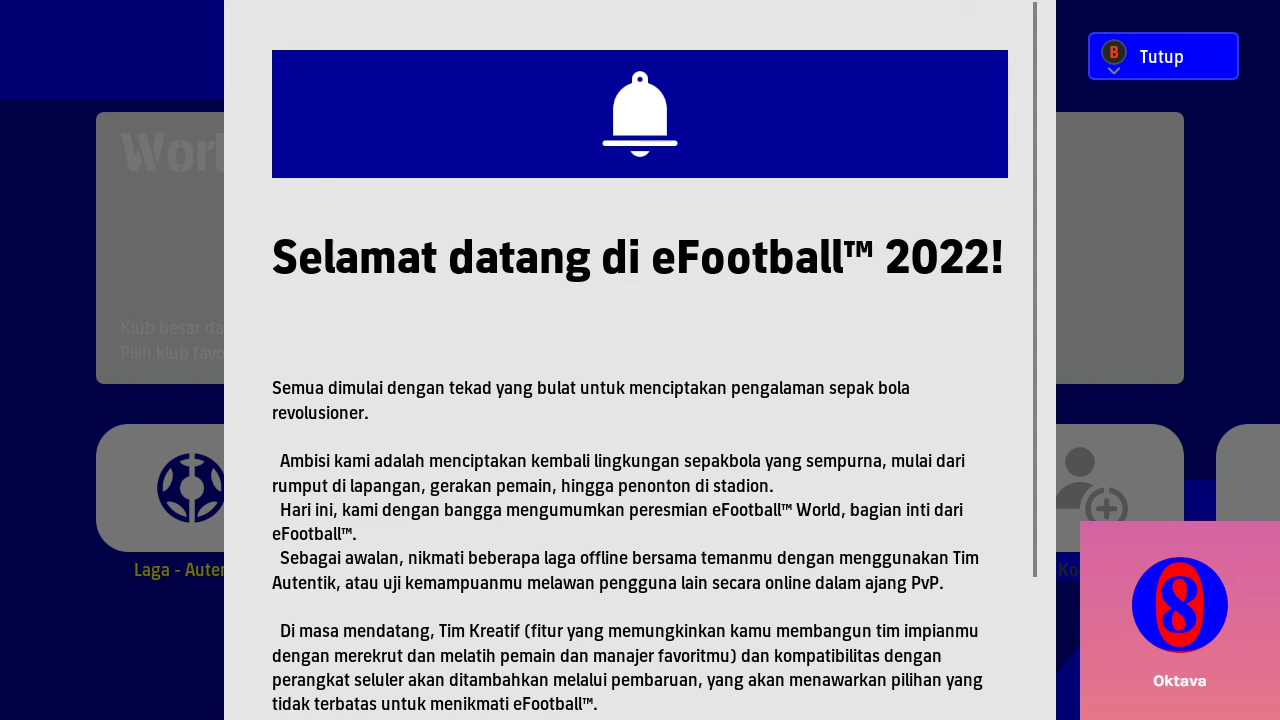 B Tutup
Worl
Klub besar da
Pilih klub favo
Selamat datang di eFootball™ 2022!
Semua dimulai dengan tekad yang bulat untuk menciptakan pengalaman sepak bola
revolusioner.
Ambisi kami adalah menciptakan kembali lingkungan sepakbola yang sempurna, mulai dari
rumput di lapangan, gerakan pemain, hingga penonton di stadion.
Hari ini, kami dengan bangga mengumumkan peresmian eFootball™ World, bagian inti dari
eFootball™.
Sebagai awalan, nikmati beberapa laga offline bersama temanmu dengan menggunakan Tim
Autentik, atau uji kemampuanmu melawan pengguna lain secara online dalam ajang PvP.
Di masa mendatang, Tim Kreatif (fitur yang memungkinkan kamu membangun tim impianmu
dengan merekrut dan melatih pemain dan manajer favoritmu) dan kompatibilitas dengan
perangkat seluler akan ditambahkan melalui pembaruan, yang akan menawarkan pilihan yang
tidak terbatas untuk menikmati eFootball™.
Laga - Auten
Ko
8
Oktava